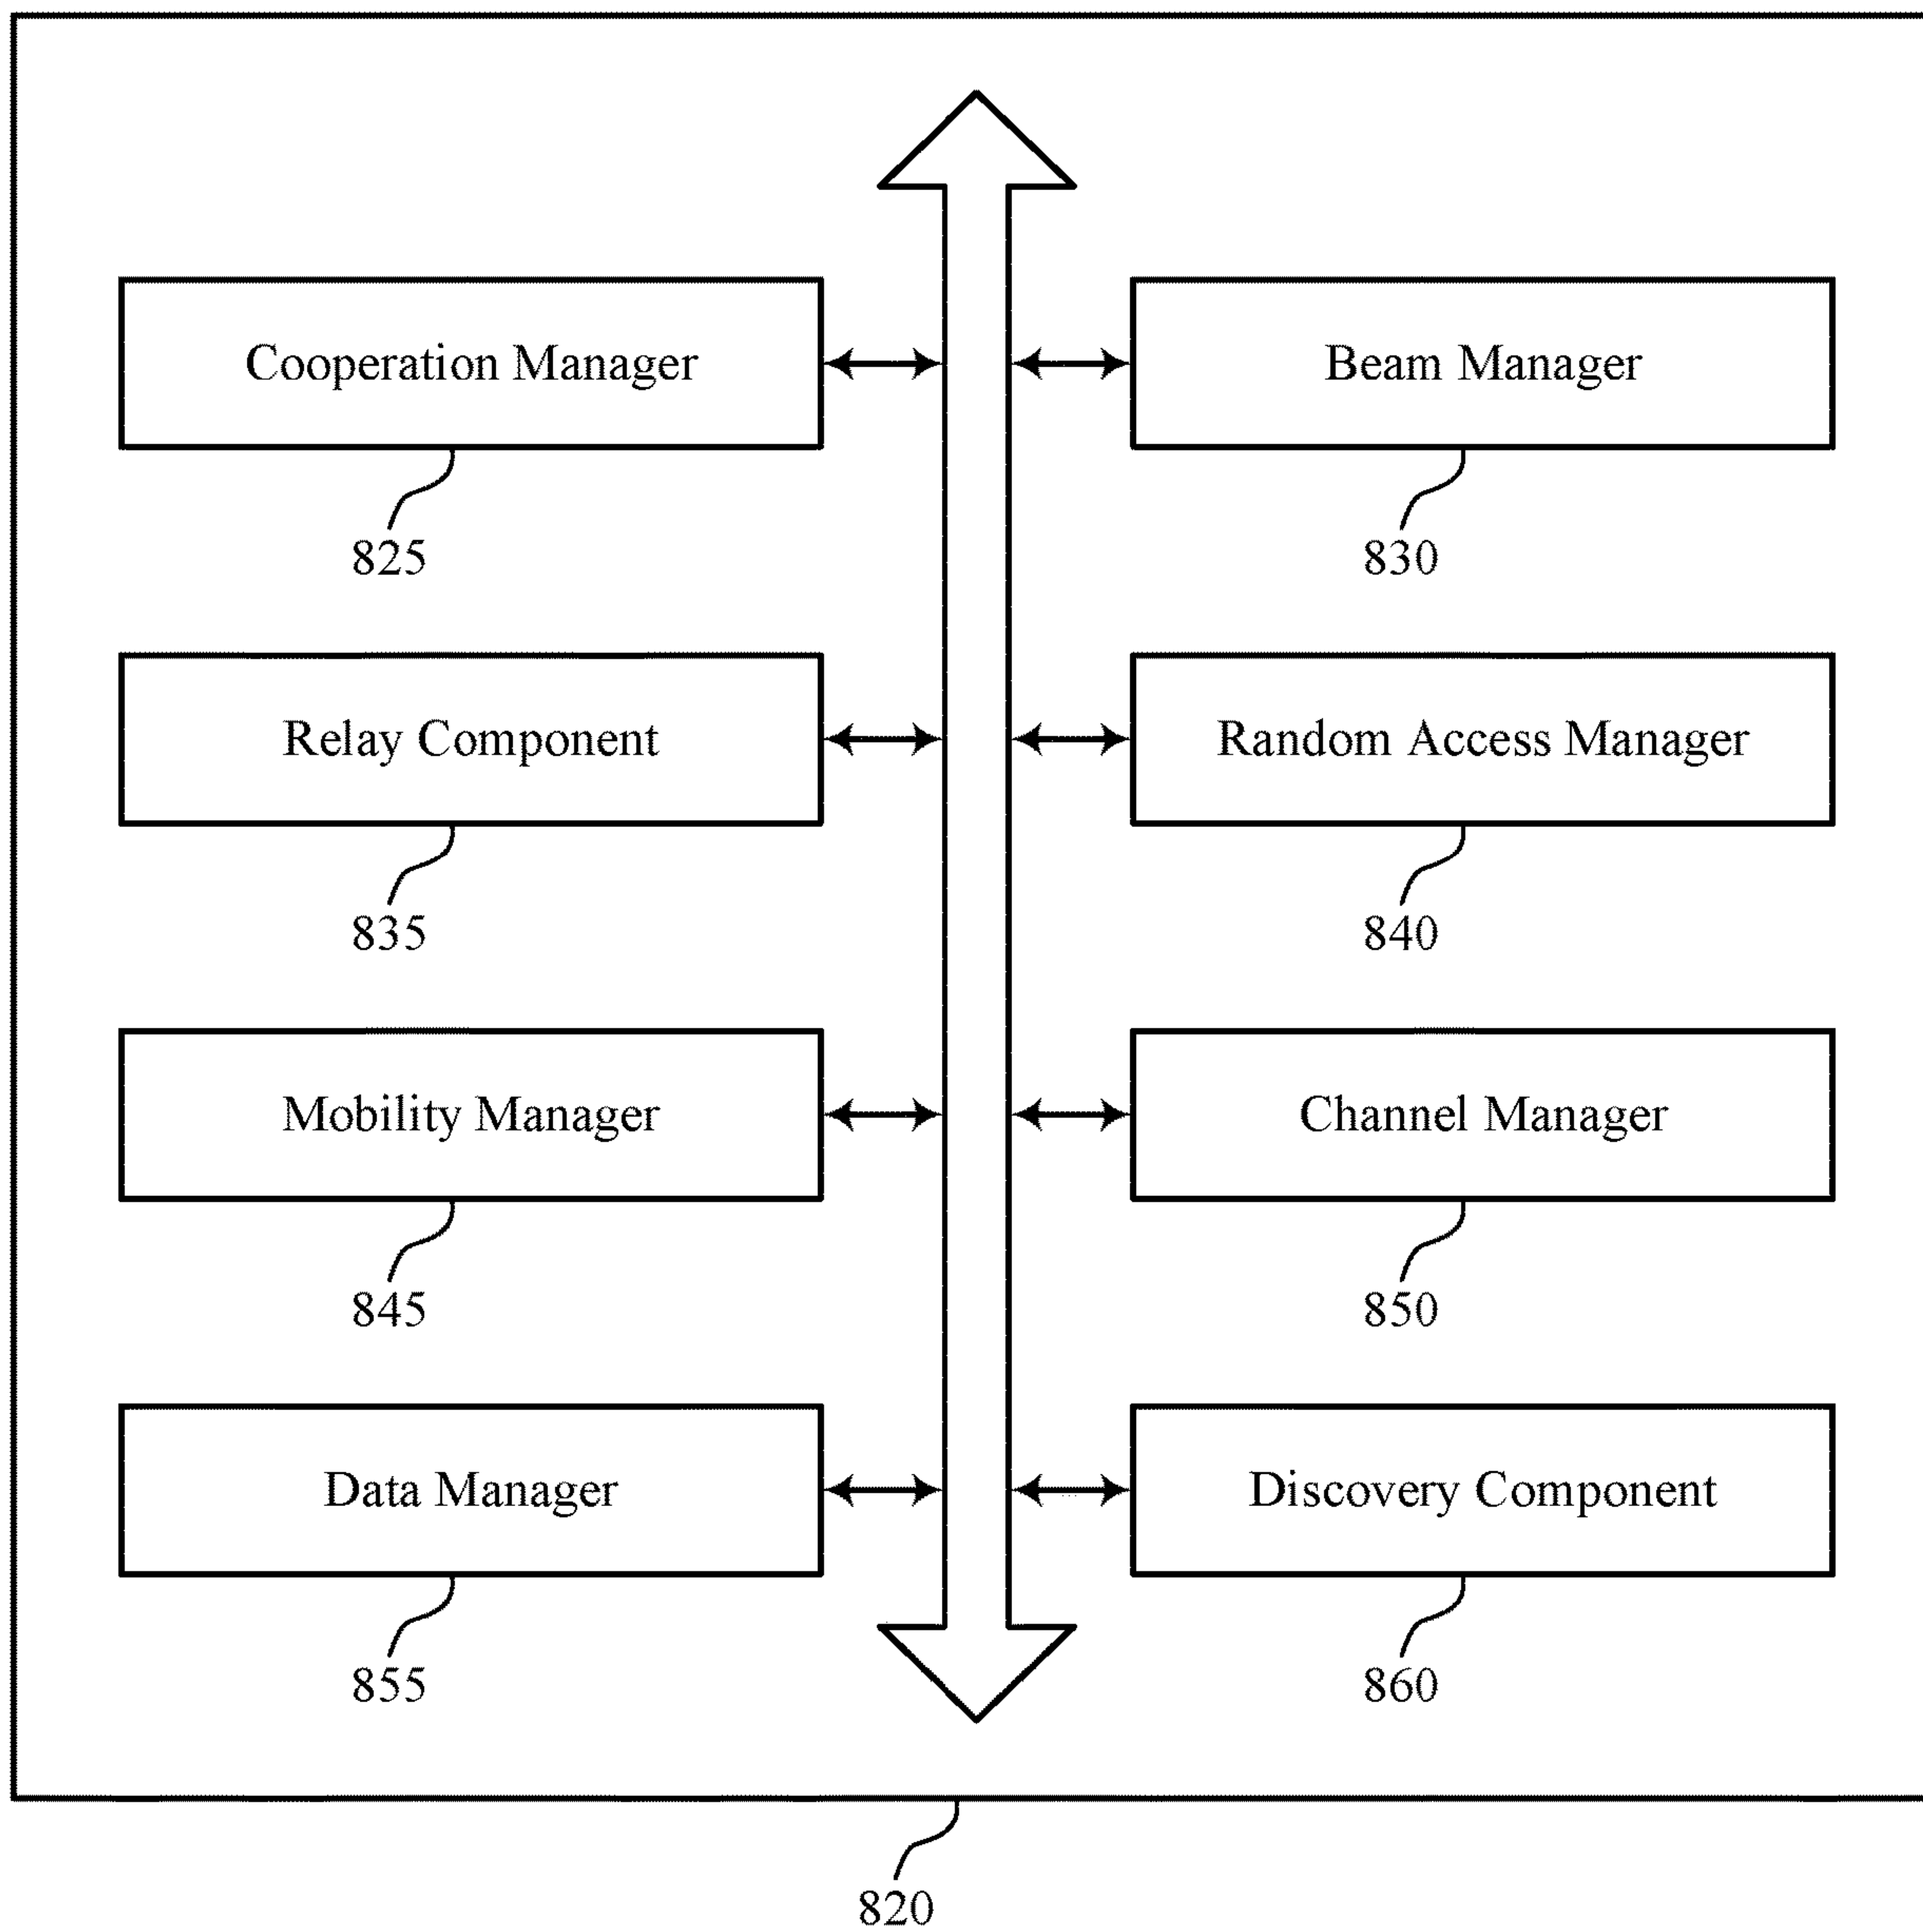 Cooperation Manager
Beam Manager
825
830
Relay Component
Random Access Manager
835
840
Mobility Manager
Channel Manager
845
850
Data Manager
Discovery Component
855
860
820